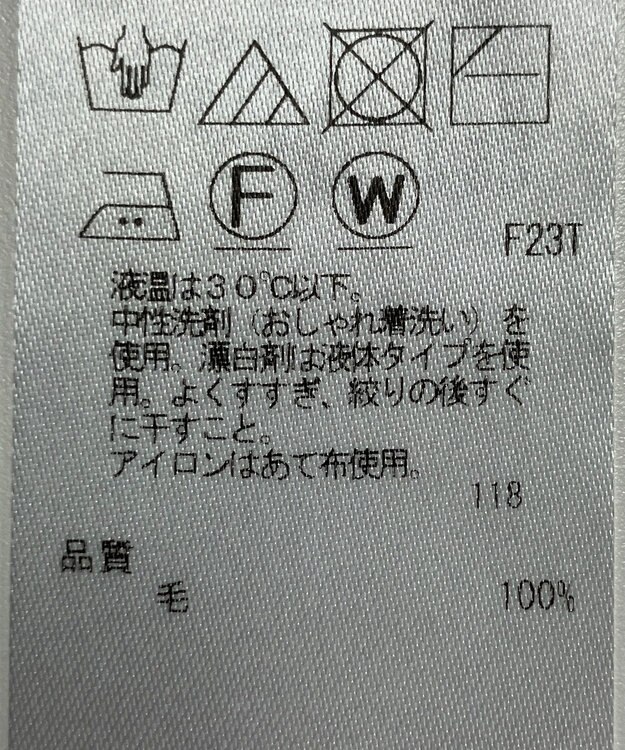 F W F23T
液温は30℃以下。
中性洗剤（おしゃれ着洗い）を
使用。漂白剤は液体タイプを使
用。よくすすぎ、絞りの後すぐ
に干すこと。
アイロンはあて布使用。
118
品質
毛 100%